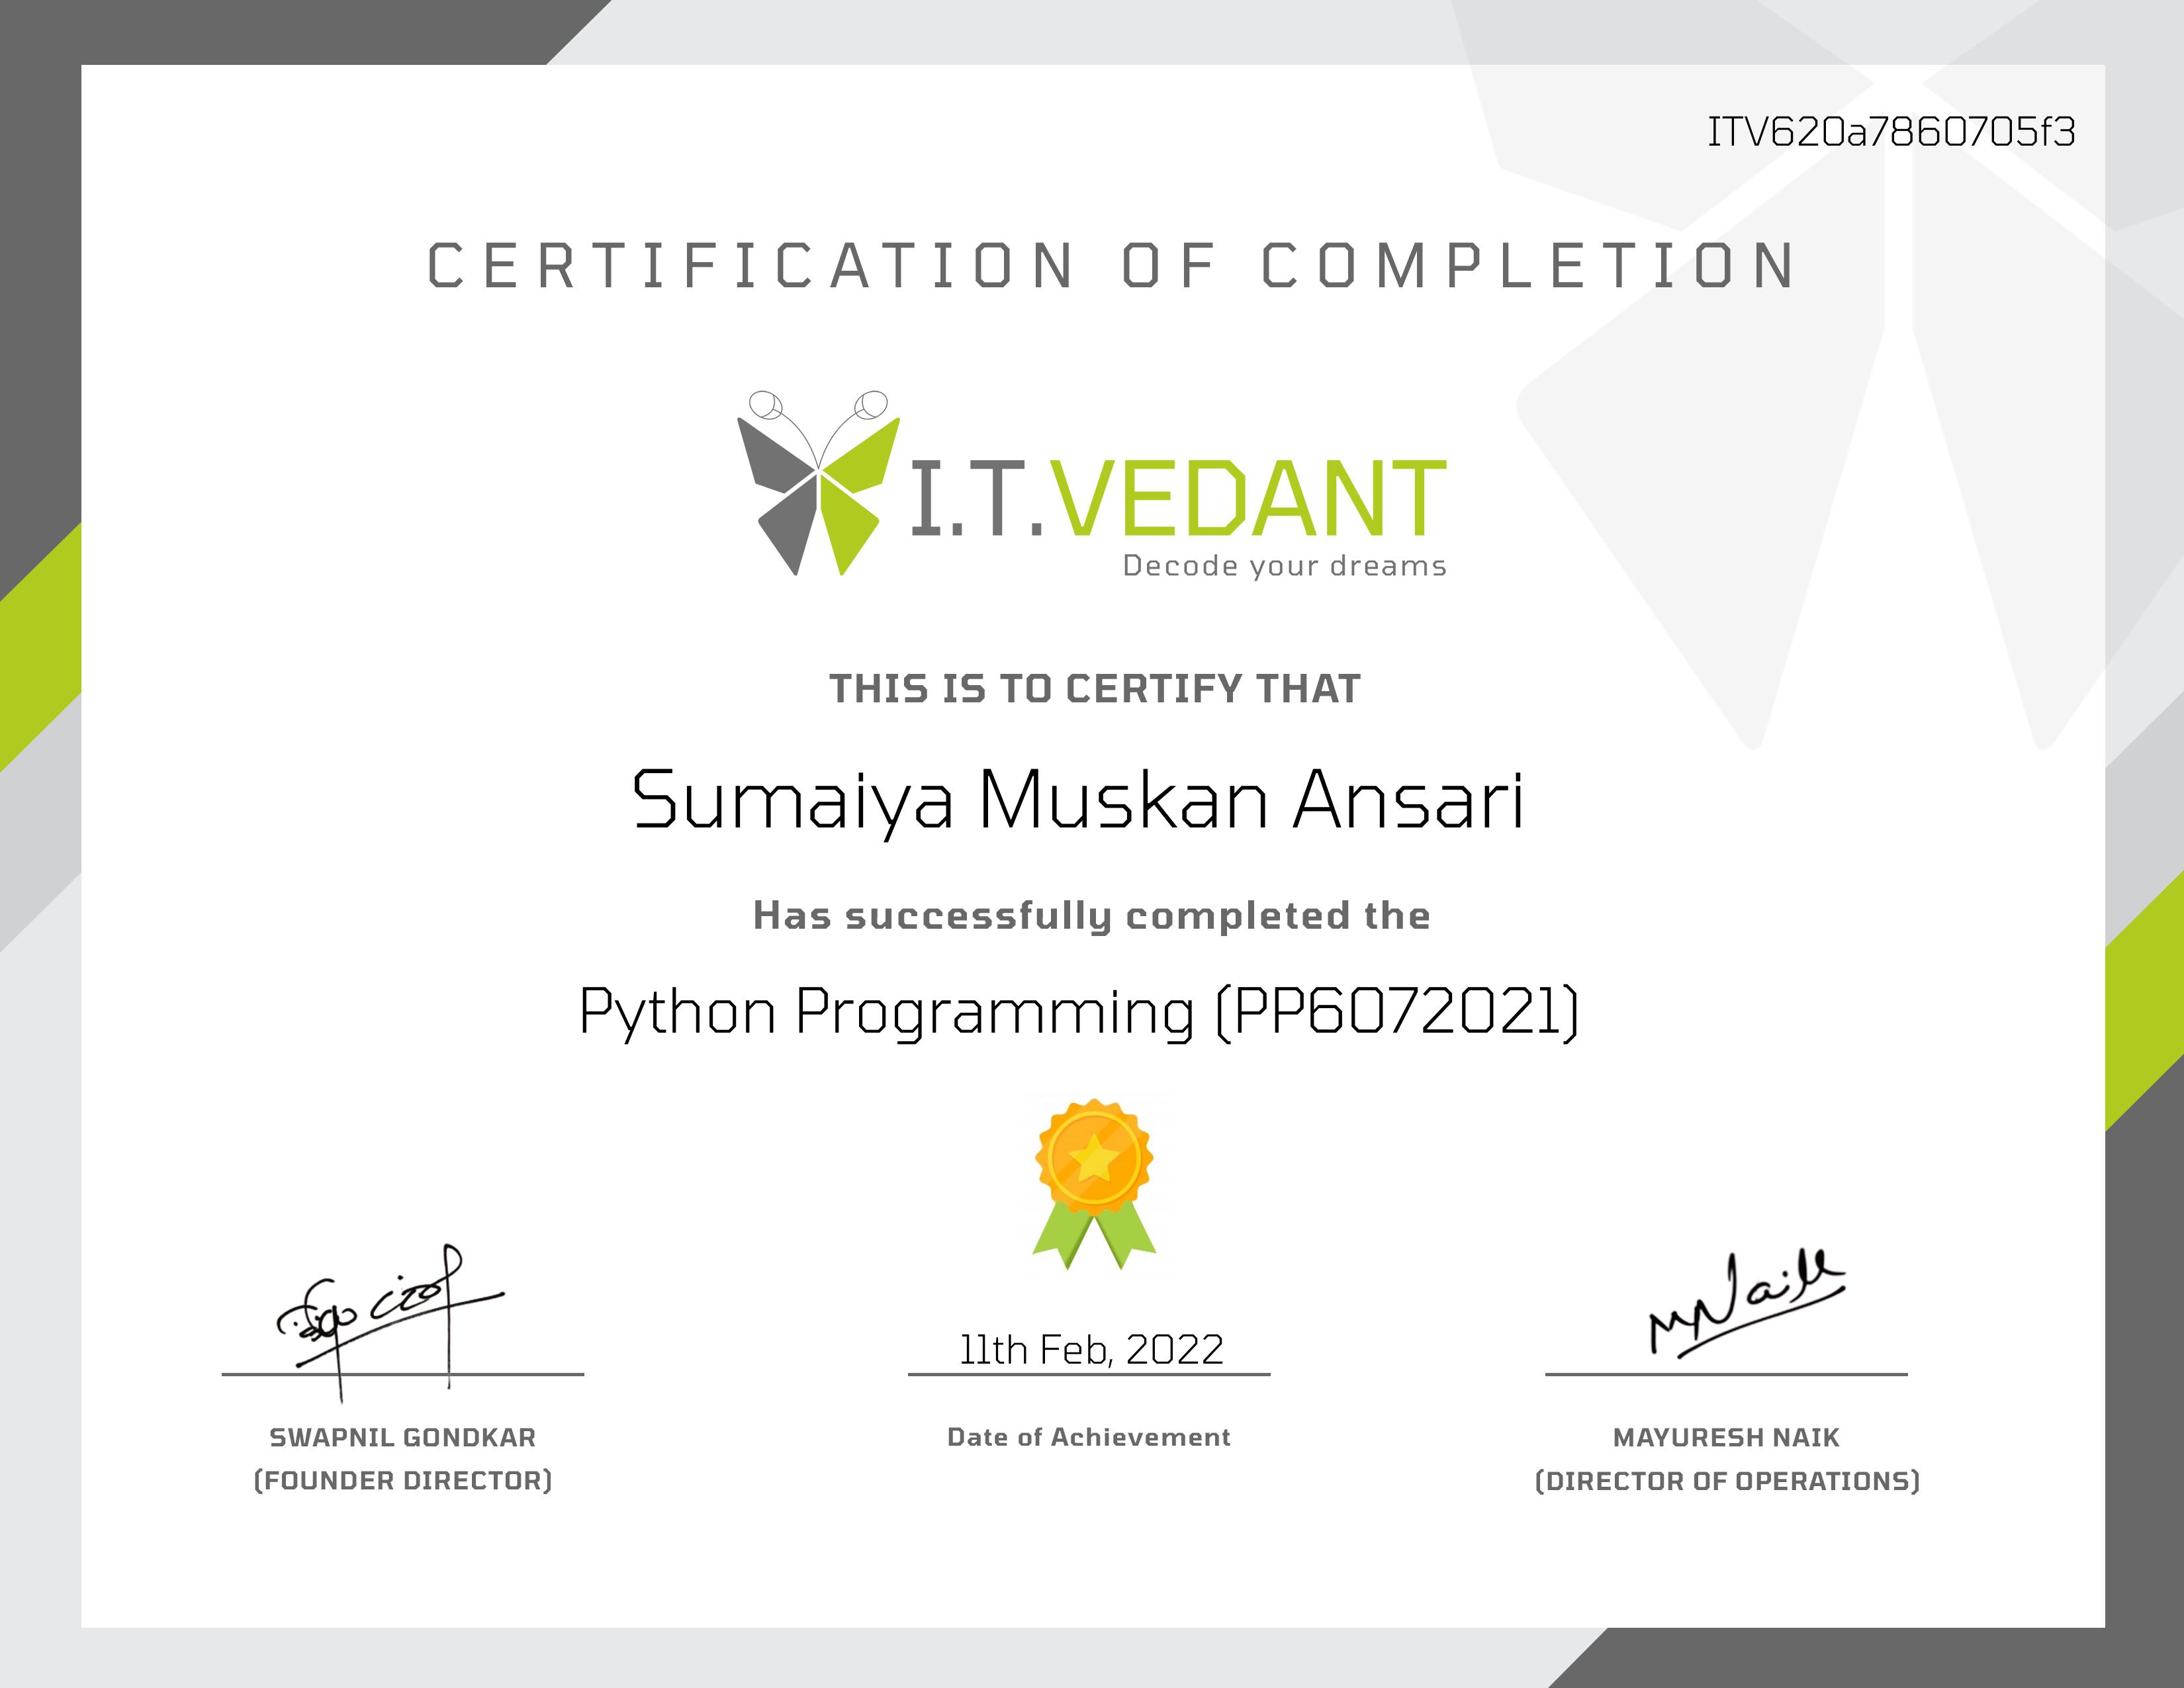 ITV620a7860705f3
CERTIFICATION OF COMPLETION
I.T.VEDANT
Decode your dreams
THIS IS TO CERTIFY THAT
Sumaiya Muskan Ansari
Has successfully completed the
Python Programming (PP6072021)
11th Feb, 2022
SWAPNIL GONDKAR
(FOUNDER DIRECTOR)
Date of Achievement
MAYURESH NAIK
(DIRECTOR OF OPERATIONS)